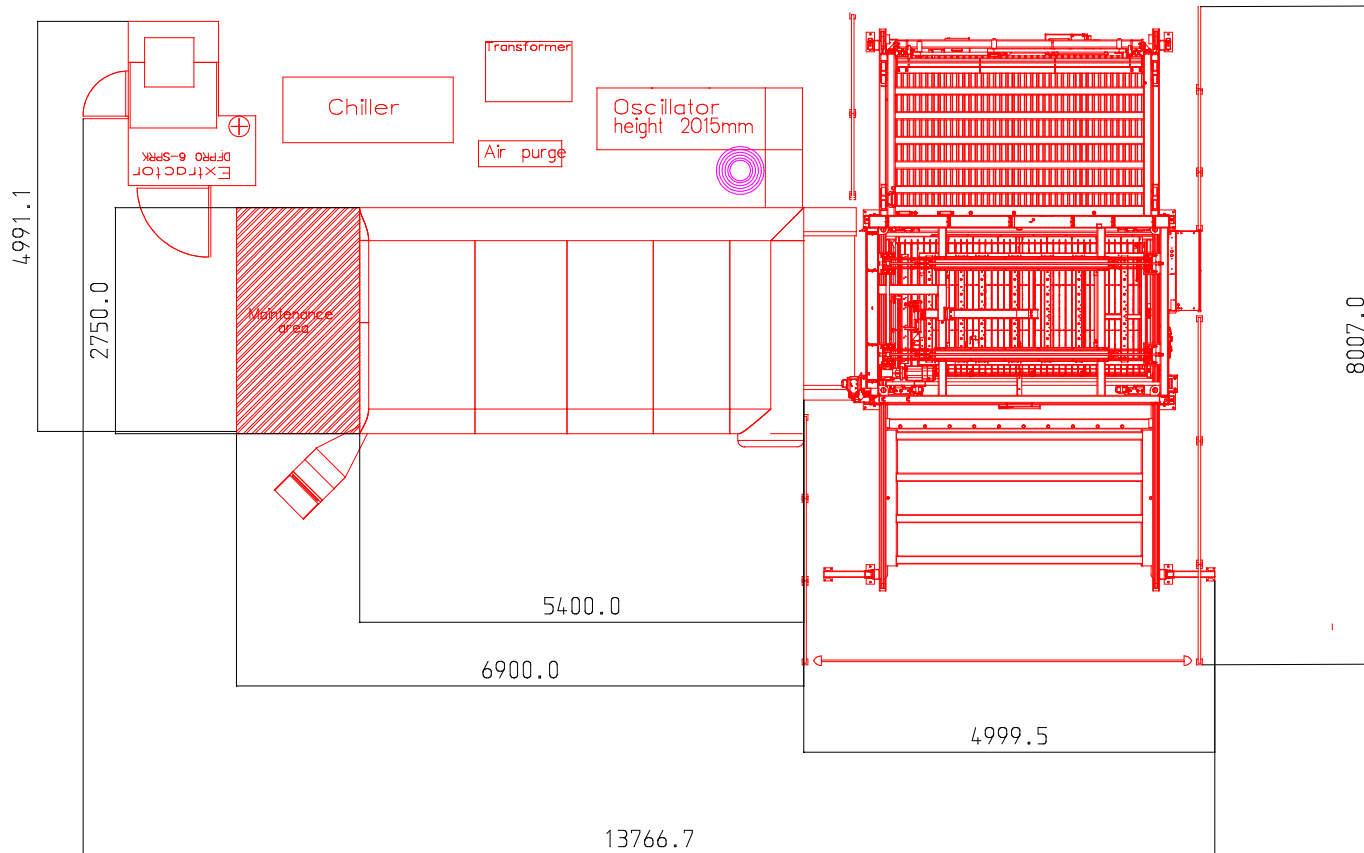 Transformer
Chiller
Oscillator
height 2015mm
Air purge
Extractor
DFPRO 6-SPRK
4991.1
2750.0
Maintenance
area
8007.0
5400.0
6900.0
4999.5
13766.7